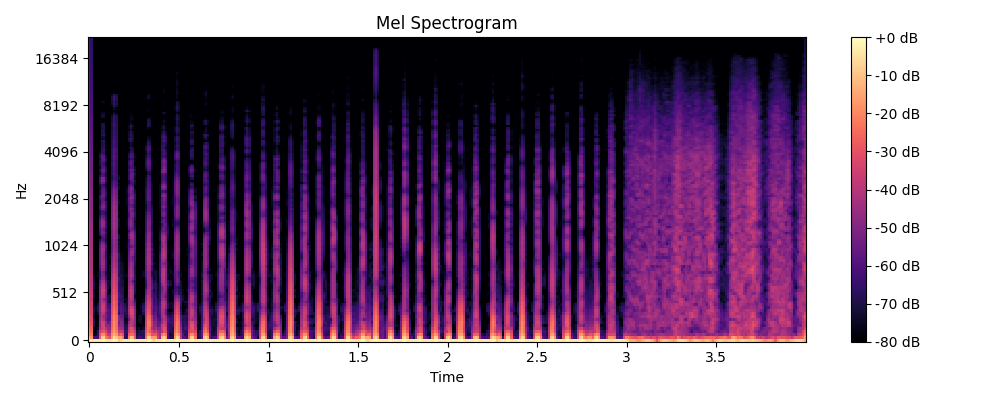 Mel Spectrogram
Hz
16384
8192
4096
2048
1024
512
0
0 0.5 1 1.5 2 2.5 3 3.5
Time
+0 dB
-10 dB
-20 dB
-30 dB
-40 dB
-50 dB
-60 dB
-70 dB
-80 dB